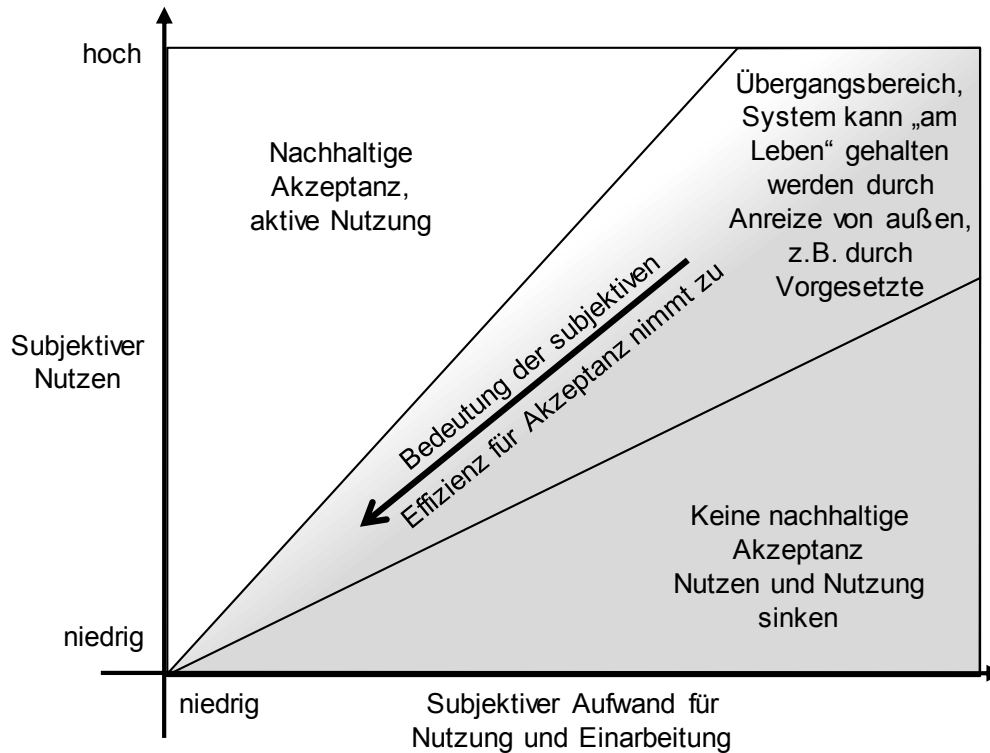 hoch
Nachhaltige
Akzeptanz,
aktive Nutzung
Übergangsbereich,
System kann „am
Leben“ gehalten
werden durch
Anreize von außen,
z.B. durch
Vorgesetzte
Subjektiver
Nutzen
Bedeutung der subjektiven
Effizienz für Akzeptanz nimmt zu
Keine nachhaltige
Akzeptanz
Nutzen und Nutzung
sinken
niedrig
niedrig
Subjektiver Aufwand für
Nutzung und Einarbeitung